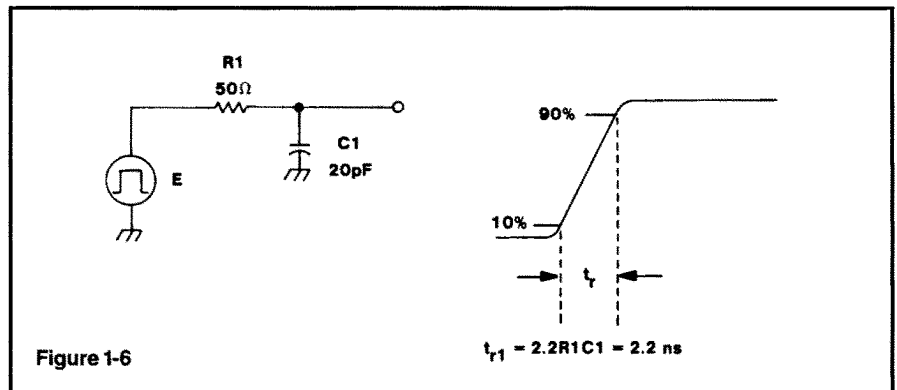 R1
50Ω
C1
20pF
E
90%
10%
tr
tr1 = 2.2R1C1 = 2.2 ns
Figure 1-6